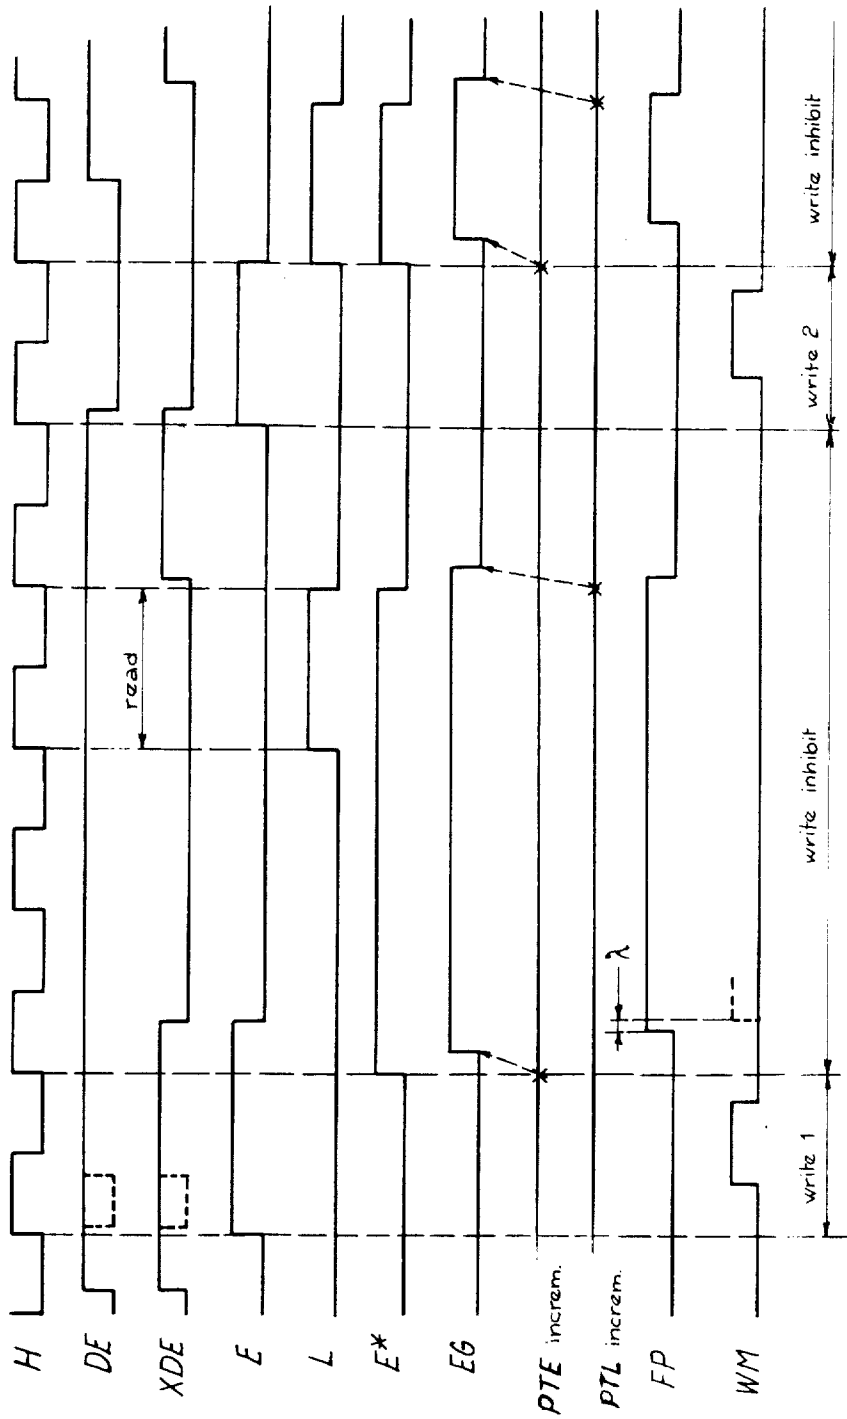 H
DE
XDE
E
L
E*
EG
PTE increm.
PTL increm.
FP
WM
read
λ
write 1
write inhibit
write 2
write inhibit